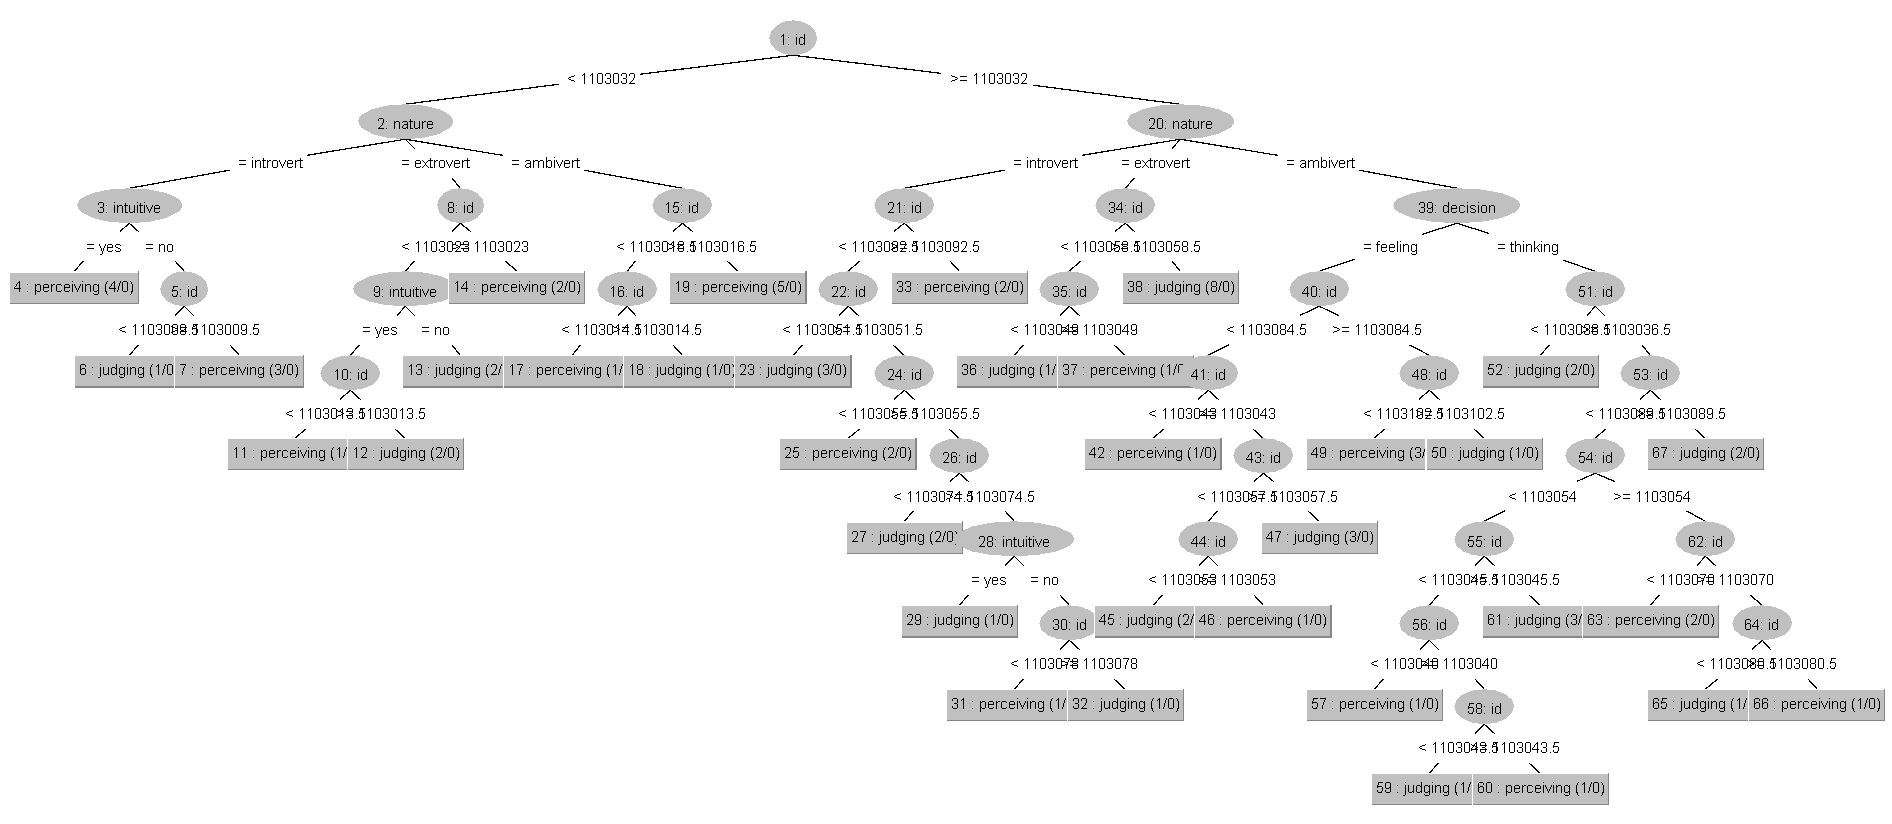 1: id
< 1103032
>= 1103032
2: nature
20: nature
= introvert
= extrovert
= ambivert
= introvert
= extrovert
= ambivert
3: intuitive
8: id
15: id
21: id
34: id
39: decision
= yes
= no
< 1103023
>= 1103023
< 1103016.5
>= 1103016.5
< 1103092.5
>= 1103092.5
< 1103058.5
>= 1103058.5
= feeling
= thinking
4 : perceiving (4/0)
5: id
9: intuitive
14 : perceiving (2/0)
16: id
19 : perceiving (5/0)
22: id
33 : perceiving (2/0)
35: id
38 : judging (8/0)
40: id
51: id
< 1103009.5
>= 1103009.5
= yes
= no
< 1103014.5
>= 1103014.5
< 1103051.5
>= 1103051.5
< 1103049
>= 1103049
< 1103084.5
>= 1103084.5
< 1103036.5
>= 1103036.5
6 : judging (1/0
7 : perceiving (3/0)
10: id
13 : judging (2/
17 : perceiving (1/
18 : judging (1/0)
23 : judging (3/0)
24: id
36 : judging (1/
37 : perceiving (1/
41: id
48: id
52 : judging (2/0)
53: id
< 1103013.5
>= 1103013.5
< 1103055.5
>= 1103055.5
< 1103043
>= 1103043
< 1103102.5
>= 1103102.5
< 1103089.5
>= 1103089.5
11 : perceiving (1/
12 : judging (2/0)
25 : perceiving (2/0)
26: id
42 : perceiving (1/0)
43: id
49 : perceiving (3/
50 : judging (1/0)
54: id
67 : judging (2/0)
< 1103074.5
>= 1103074.5
< 1103057.5
>= 1103057.5
< 1103054
>= 1103054
27 : judging (2/0)
28: intuitive
44: id
47 : judging (3/0)
55: id
62: id
= yes
= no
< 1103053
>= 1103053
< 1103045.5
>= 1103045.5
< 1103070
>= 1103070
29 : judging (1/0)
30: id
45 : judging (2/
46 : perceiving (1/0)
56: id
61 : judging (3/
63 : perceiving (2/0)
64: id
< 1103078
>= 1103078
< 1103040
>= 1103040
< 1103080.5
>= 1103080.5
31 : perceiving (1/
32 : judging (1/0)
57 : perceiving (1/0)
58: id
65 : judging (1/
66 : perceiving (1/0)
< 1103043.5
>= 1103043.5
59 : judging (1/
60 : perceiving (1/0)